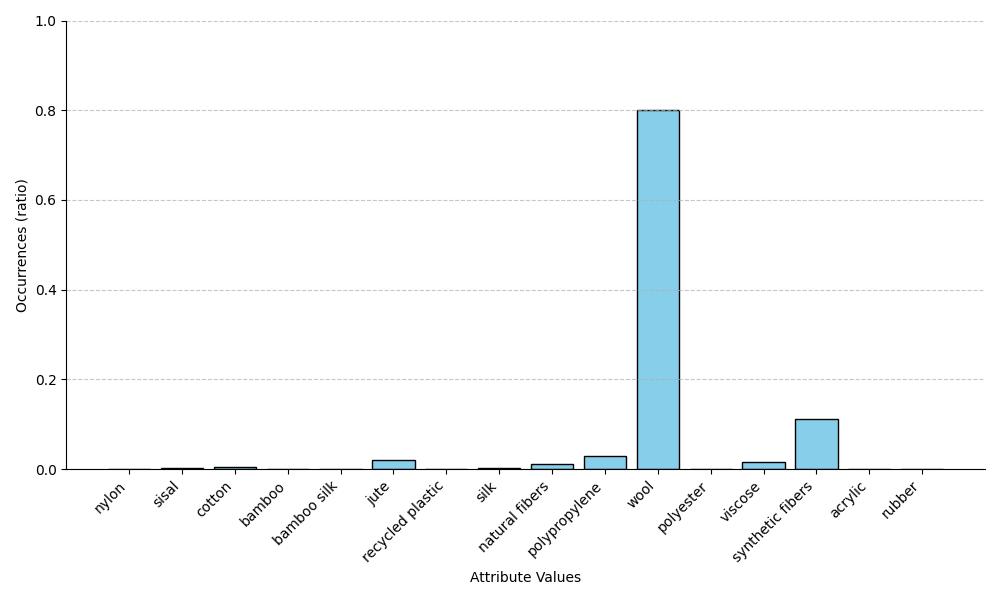 1.0
0.8
0.6
0.4
0.2
0.0
Occurrences (ratio)
nylon
sisal
cotton
bamboo
bamboo silk
jute
recycled plastic
silk
natural fibers
polypropylene
wool
polyester
viscose
synthetic fibers
acrylic
rubber
Attribute Values